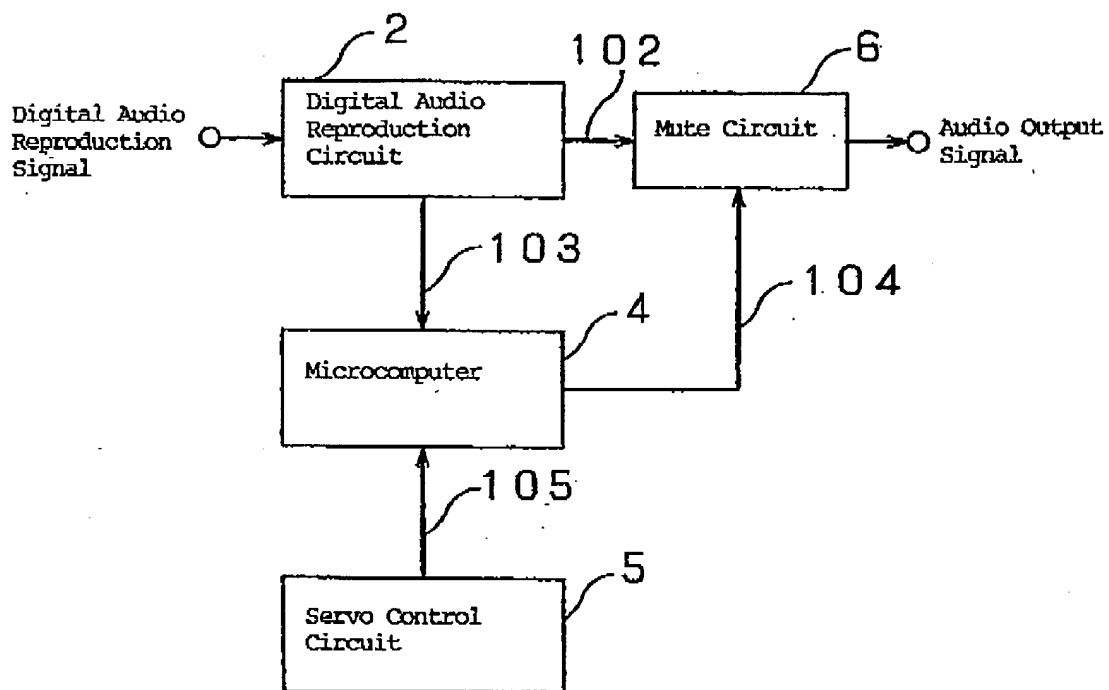 2
102
6
Digital Audio
Reproduction
Signal
Digital Audio
Reproduction
Circuit
Mute Circuit
Audio Output
Signal
103
104
4
Microcomputer
105
5
Servo Control
Circuit